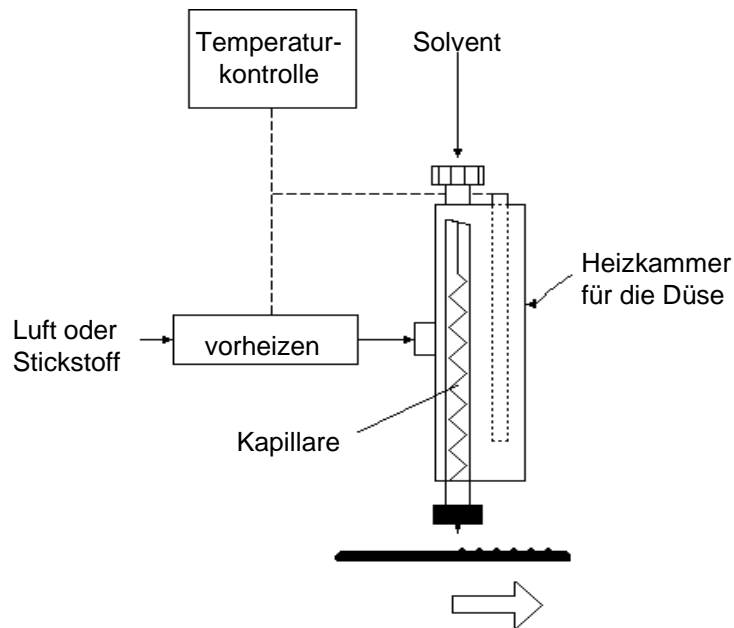 Temperatur-
kontrolle
Solvent
Heizkammer
für die Düse
Luft oder
Stickstoff
vorheizen
Kapillare